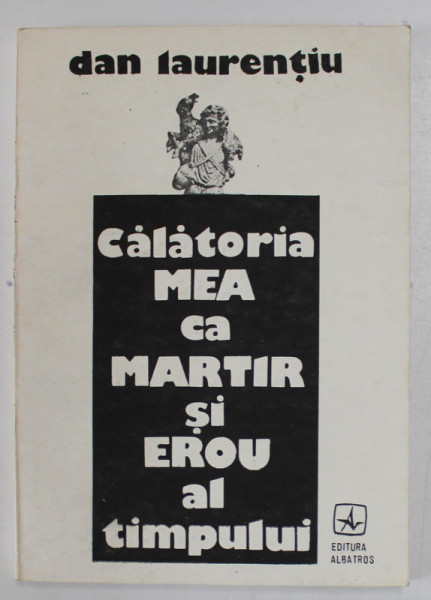 dan laurențiu
Călătoria
MEA
ca
MARTIR
și
EROU
al
timpului
EDITURA
ALBATROS